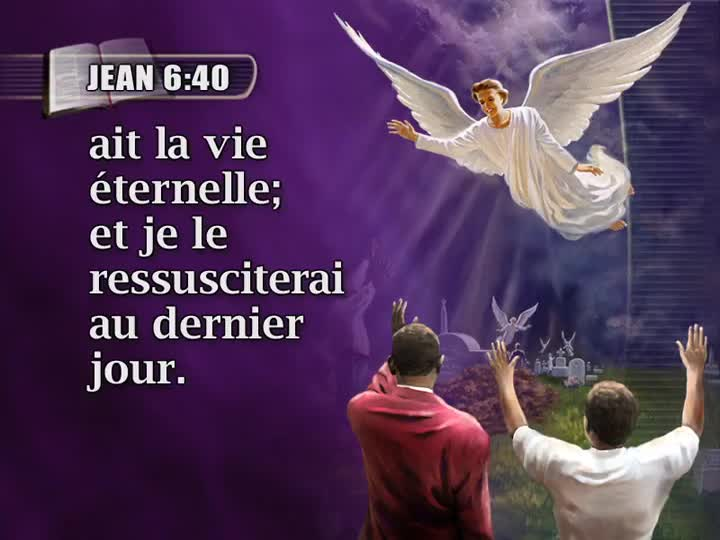 JEAN 6:40
ait la vie
éternelle;
et je le
ressusciterai
au dernier
jour.